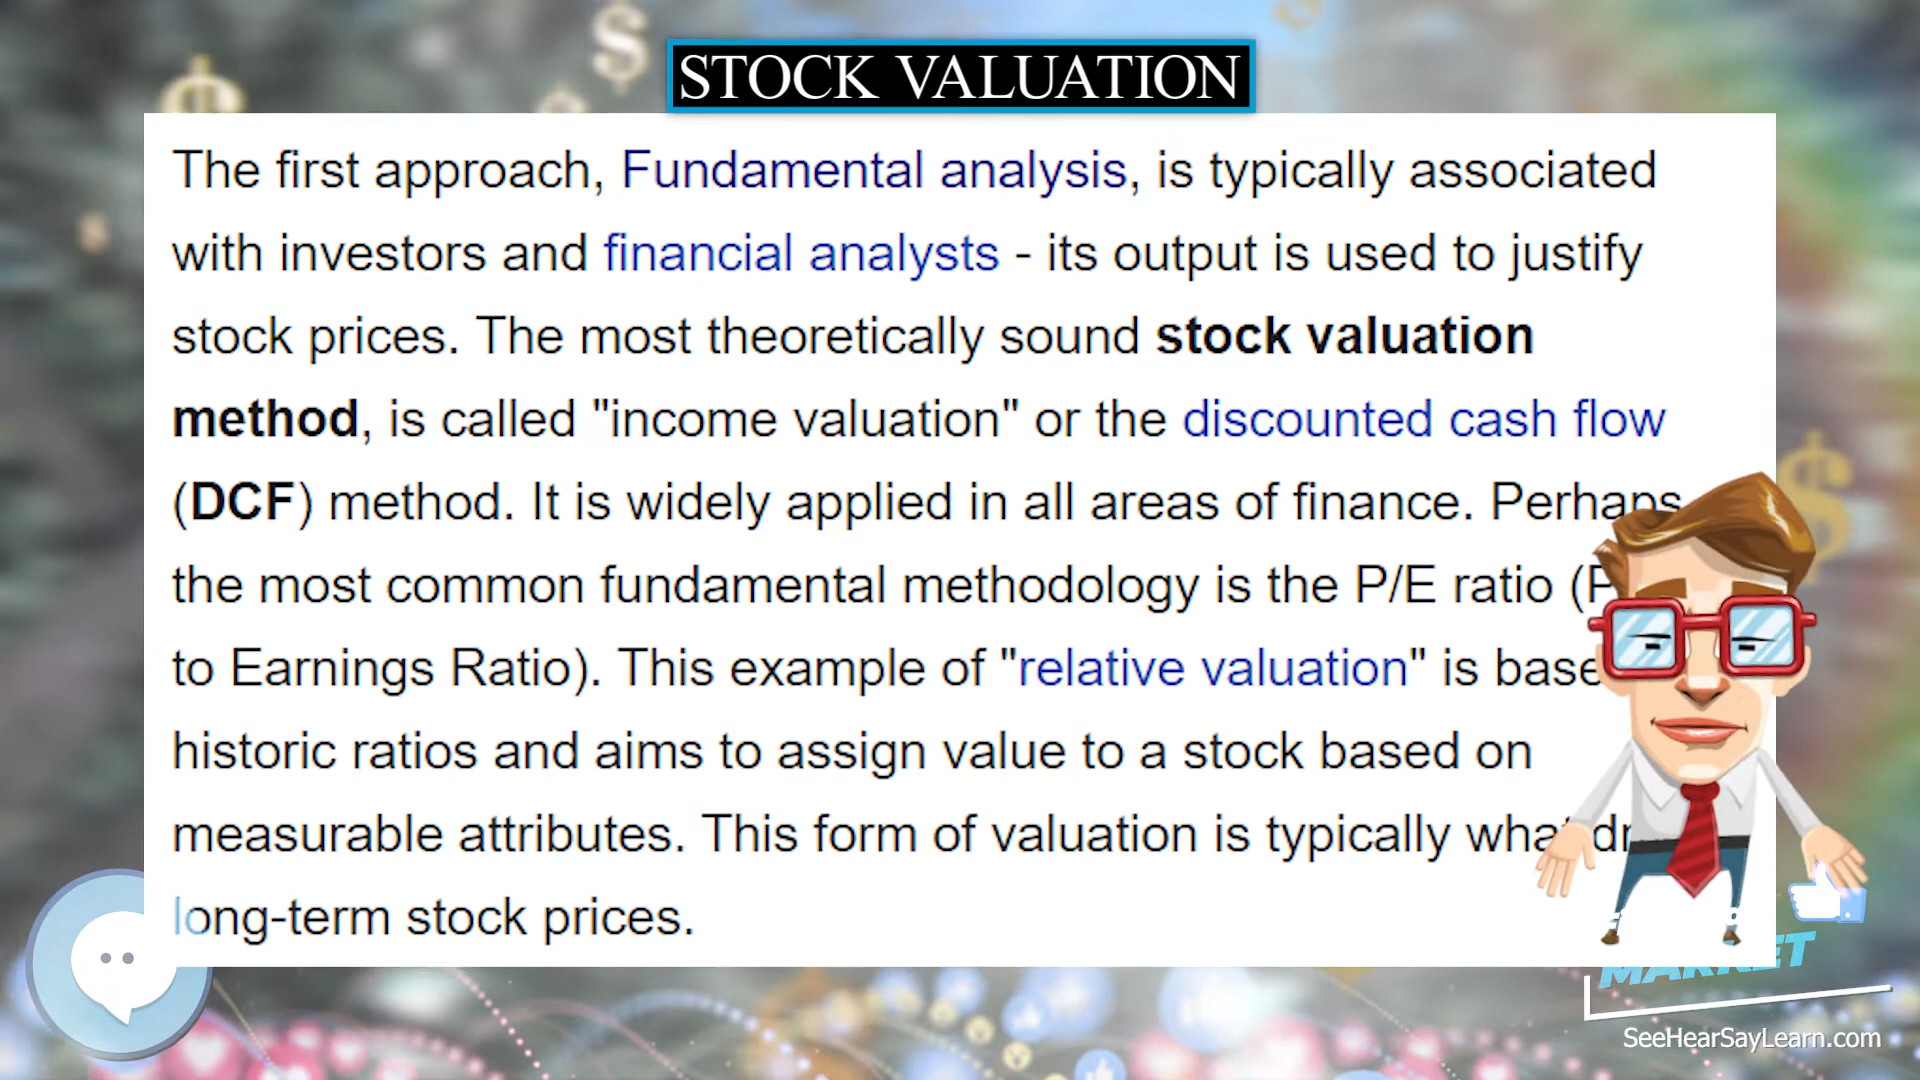 STOCK VALUATION
The first approach, Fundamental analysis, is typically associated
with investors and financial analysts - its output is used to justify
stock prices. The most theoretically sound stock valuation
method, is called "income valuation" or the discounted cash flow
(DCF) method. It is widely applied in all areas of finance. Perhaps
the most common fundamental methodology is the P/E ratio (
to Earnings Ratio). This example of "relative valuation" is
historic ratios and aims to assign value to a stock based on
measurable attributes. This form of valuation is typically what
long-term stock prices.
MARKET
SeeHearSayLearn.com